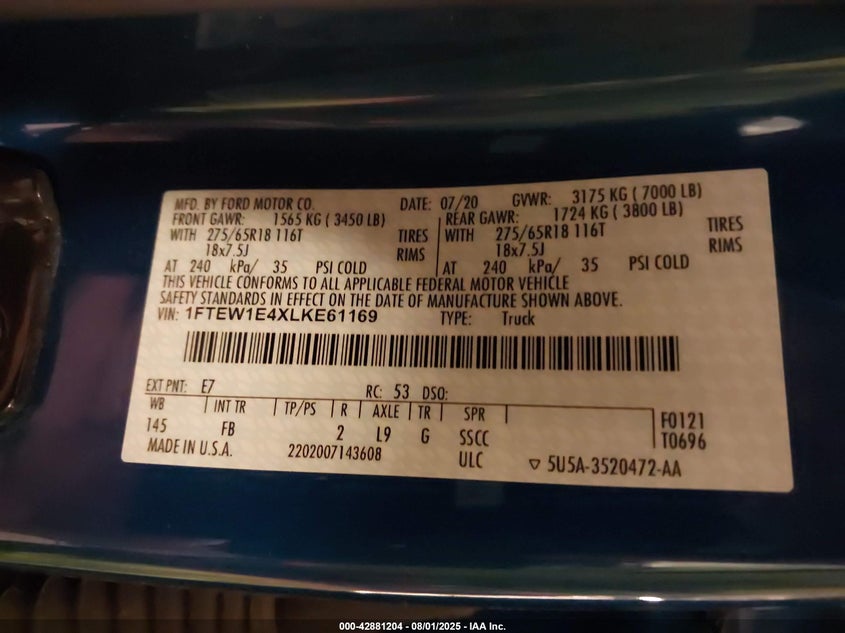 MFD. BY FORD MOTOR CO. DATE: 07/20 GVWR: 3175 KG ( 7000 LB)
FRONT GAWR: 1565 KG ( 3450 LB) REAR GAWR: 1724 KG ( 3800 LB)
WITH 275/65R18 116T TIRES WITH 275/65R18 116T TIRES
18x7.5J RIMS 18x7.5J RIMS
AT 240 kPa/ 35 PSI COLD AT 240 kPa/ 35 PSI COLD
THIS VEHICLE CONFORMS TO ALL APPLICABLE FEDERAL MOTOR VEHICLE
SAFETY STANDARDS IN EFFECT ON THE DATE OF MANUFACTURE SHOWN ABOVE.
VIN: 1FTEW1E4XLKE61169 TYPE: Truck
EXT PNT: E7 RC: 53 DSO:
WB INT TR TP/PS R AXLE TR SPR
145 FB 2 L9 G SSCC F0121
T0696
MADE IN U.S.A. 2202007143608 ULC 5U5A-3520472-AA
000-42881204 - 08/01/2025 - IAA Inc.